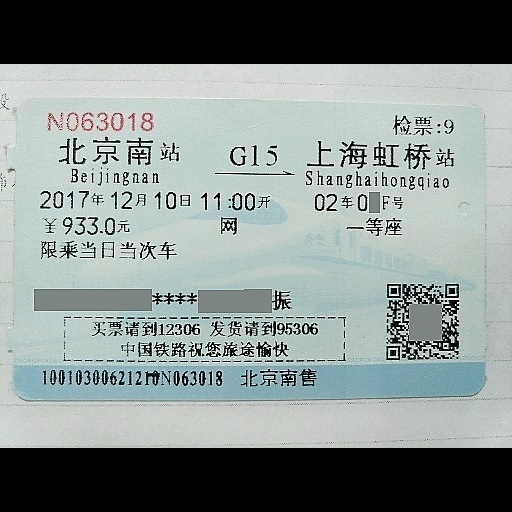 N063018 检票:9
北京南站 G15 上海虹桥站
Beijingnan Shanghaihongqiao
2017年12月10日11:00开 02车0 F号
￥933.0元 网 一等座
限乘当日当次车
**** 振
买票请到12306 发货请到95306
中国铁路祝您旅途愉快
10010300621210N063018 北京南售